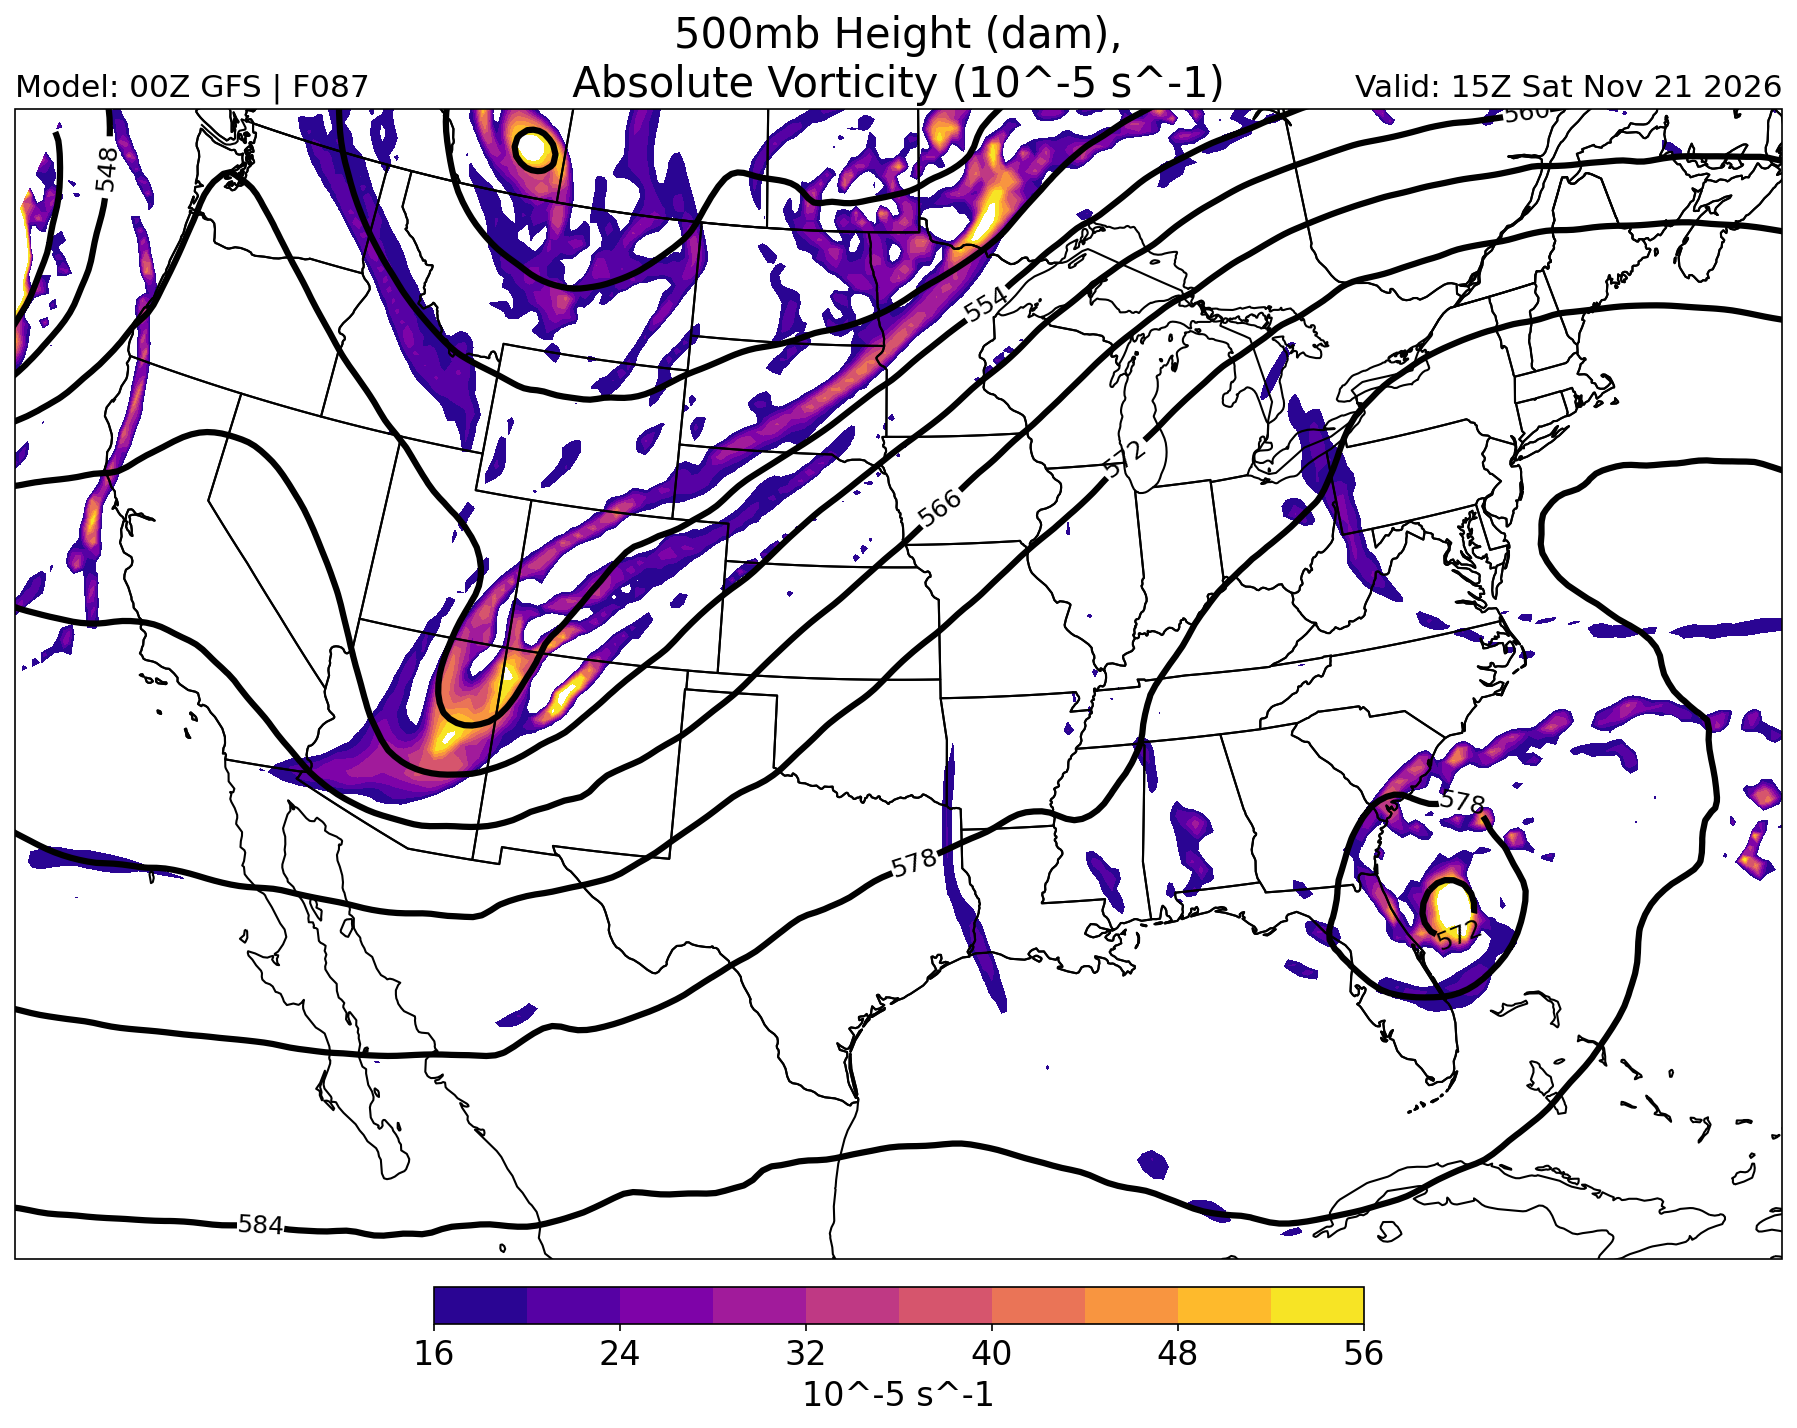 500mb Height (dam),
Absolute Vorticity (10^-5 s^-1)
Model: 00Z GFS | F087
Valid: 15Z Sat Nov 21 2026
560
548
554
572
566
578
578
572
584
16 24 32 40 48 56
10^-5 s^-1